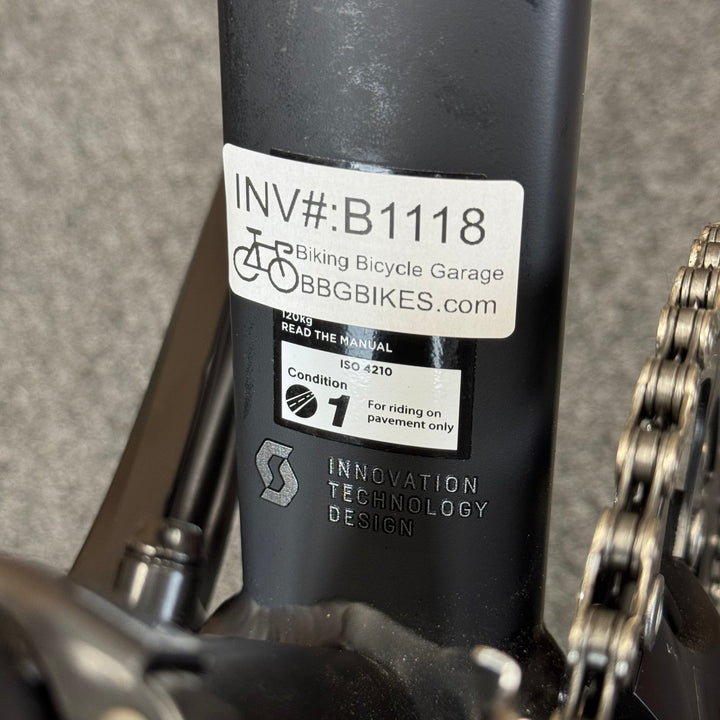 INV#:B1118
Biking Bicycle Garage
BBGBIKES.com
120kg
READ THE MANUAL
ISO 4210
Condition
1
For riding on
pavement only
INNOVATION
TECHNOLOGY
DESIGN